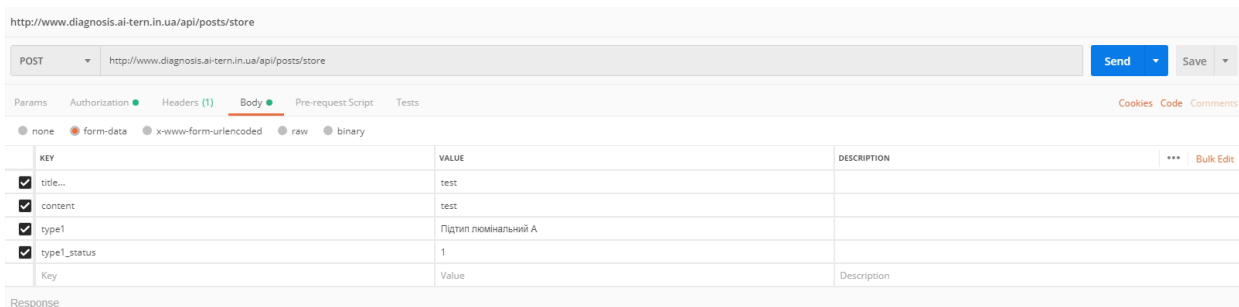 http://www.diagnosis.ai-tern.in.ua/api/posts/store
POST http://www.diagnosis.ai-tern.in.ua/api/posts/store Send Save
Params Authorization Headers (1) Body Pre-request Script Tests Cookies Code Comments
none form-data x-www-form-urlencoded raw binary
KEY VALUE DESCRIPTION ••• Bulk Edit
title... test
content test
type1 Підтип люмінальний А
type1_status 1
Key Value Description
Response